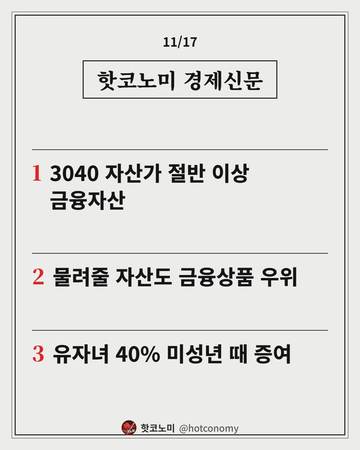 11/17
핫코노미 경제신문
1 3040 자산가 절반 이상
금융자산
2 물려줄 자산도 금융상품 우위
3 유자녀 40% 미성년 때 증여
핫코노미 @hotconomy